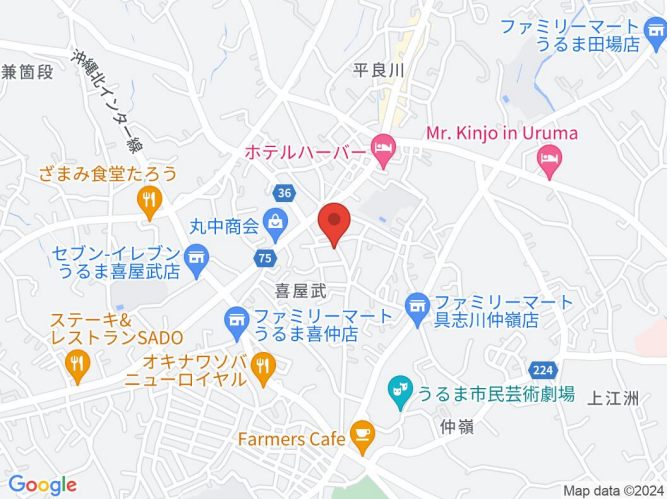 ファミリーマート
うるま田場店
平良川
兼箇段
沖縄北インター線
Mr. Kinjo in Uruma
ホテルハーバー
ざまみ食堂たろう
36
丸中商会
セブン-イレブン
うるま喜屋武店
75
喜屋武
ファミリーマート
具志川仲嶺店
ファミリーマート
うるま喜仲店
ステーキ&
レストランSADO
オキナワソバ
ニューロイヤル
224
うるま市民芸術劇場
上江洲
仲嶺
Farmers Cafe
Google
Map data ©2024